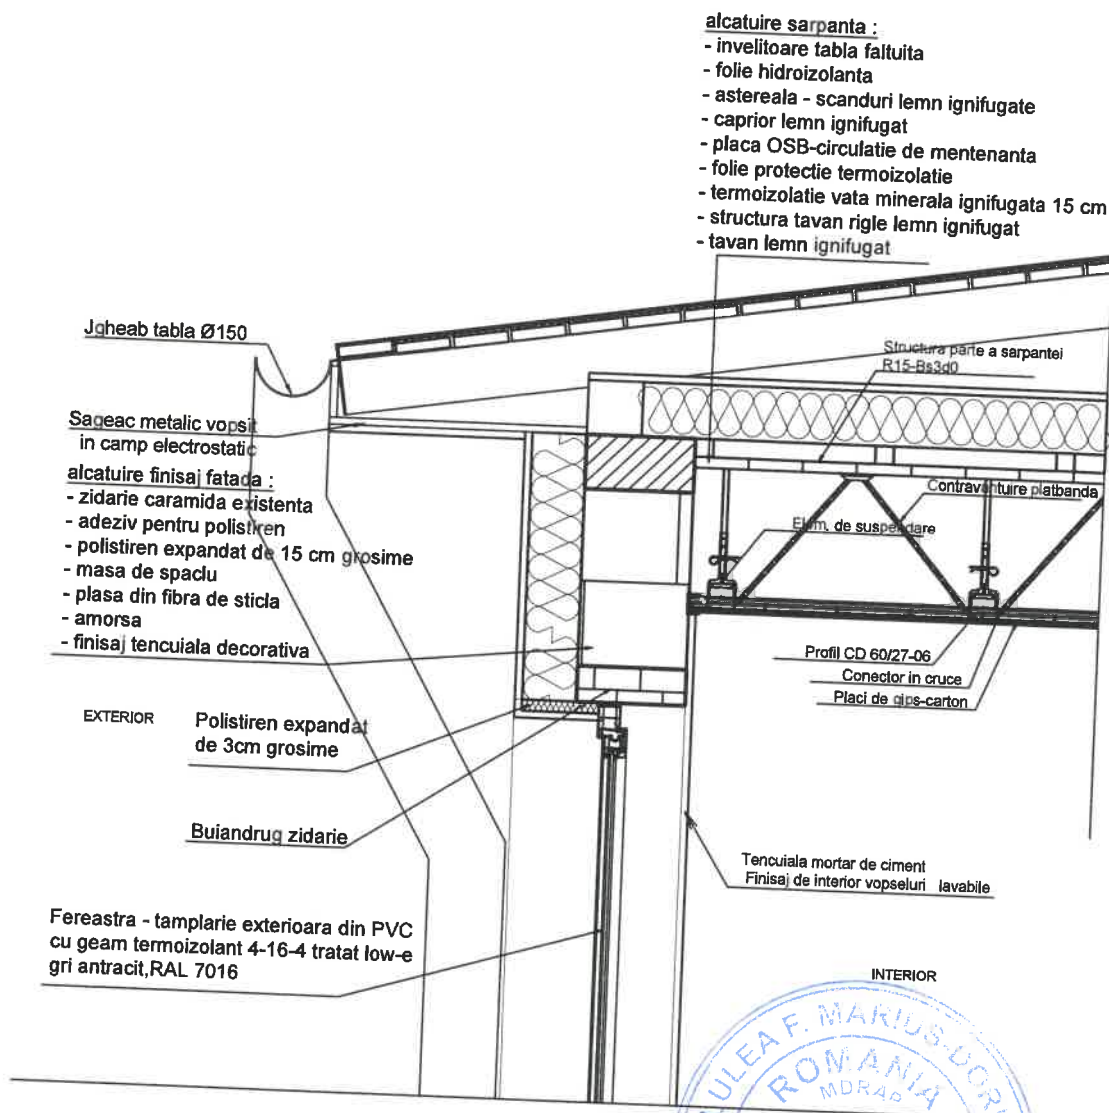 alcatuire sarpanta :
- invelitoare tabla faltuita
- folie hidroizolanta
- astereala - scanduri lemn ignifugate
- caprior lemn ignifugat
- placa OSB-circulatie de mentenanta
- folie protectie termoizolatie
- termoizolatie vata minerala ignifugata 15 cm
- structura tavan rigle lemn ignifugat
- tavan lemn ignifugat
Jgheab tabla Ø150
Structura parte a sarpantei
R15-Bs3d0
Sageac metalic vopsit
in camp electrostatic
alcatuire finisaj fatada :
- zidarie caramida existenta
- adeziv pentru polistiren
- polistiren expandat de 15 cm grosime
- masa de spaclu
- plasa din fibra de sticla
- amorsa
- finisaj tencuiala decorativa
Contravantuire platbanda
Elem. de suspendare
Profil CD 60/27-06
Conector in cruce
Placi de gips-carton
EXTERIOR
Polistiren expandat
de 3cm grosime
Buiandrug zidarie
Tencuiala mortar de ciment
Finisaj de interior vopseluri lavabile
Fereastra - tamplarie exterioara din PVC
cu geam termoizolant 4-16-4 tratat low-e
gri antracit,RAL 7016
INTERIOR
F. MARIUS-
ROMANIA
MDRAP